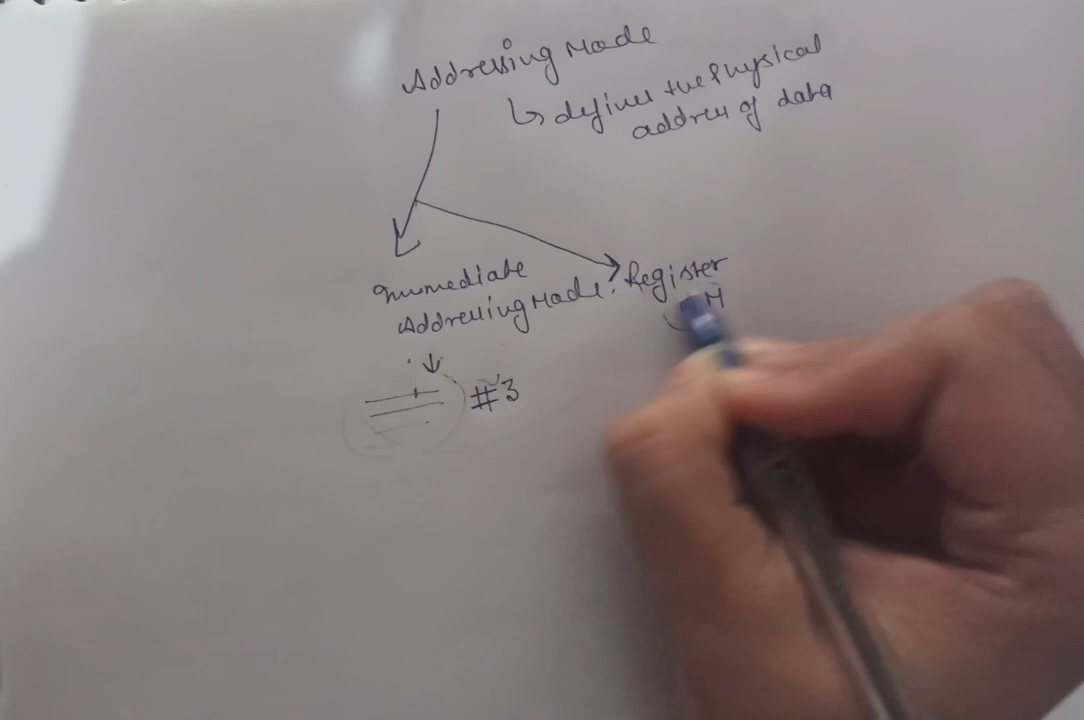 Addressing Mode
↳ defines the Physical
address of data
Immediate
Addressing Mode.
Register
M
#3